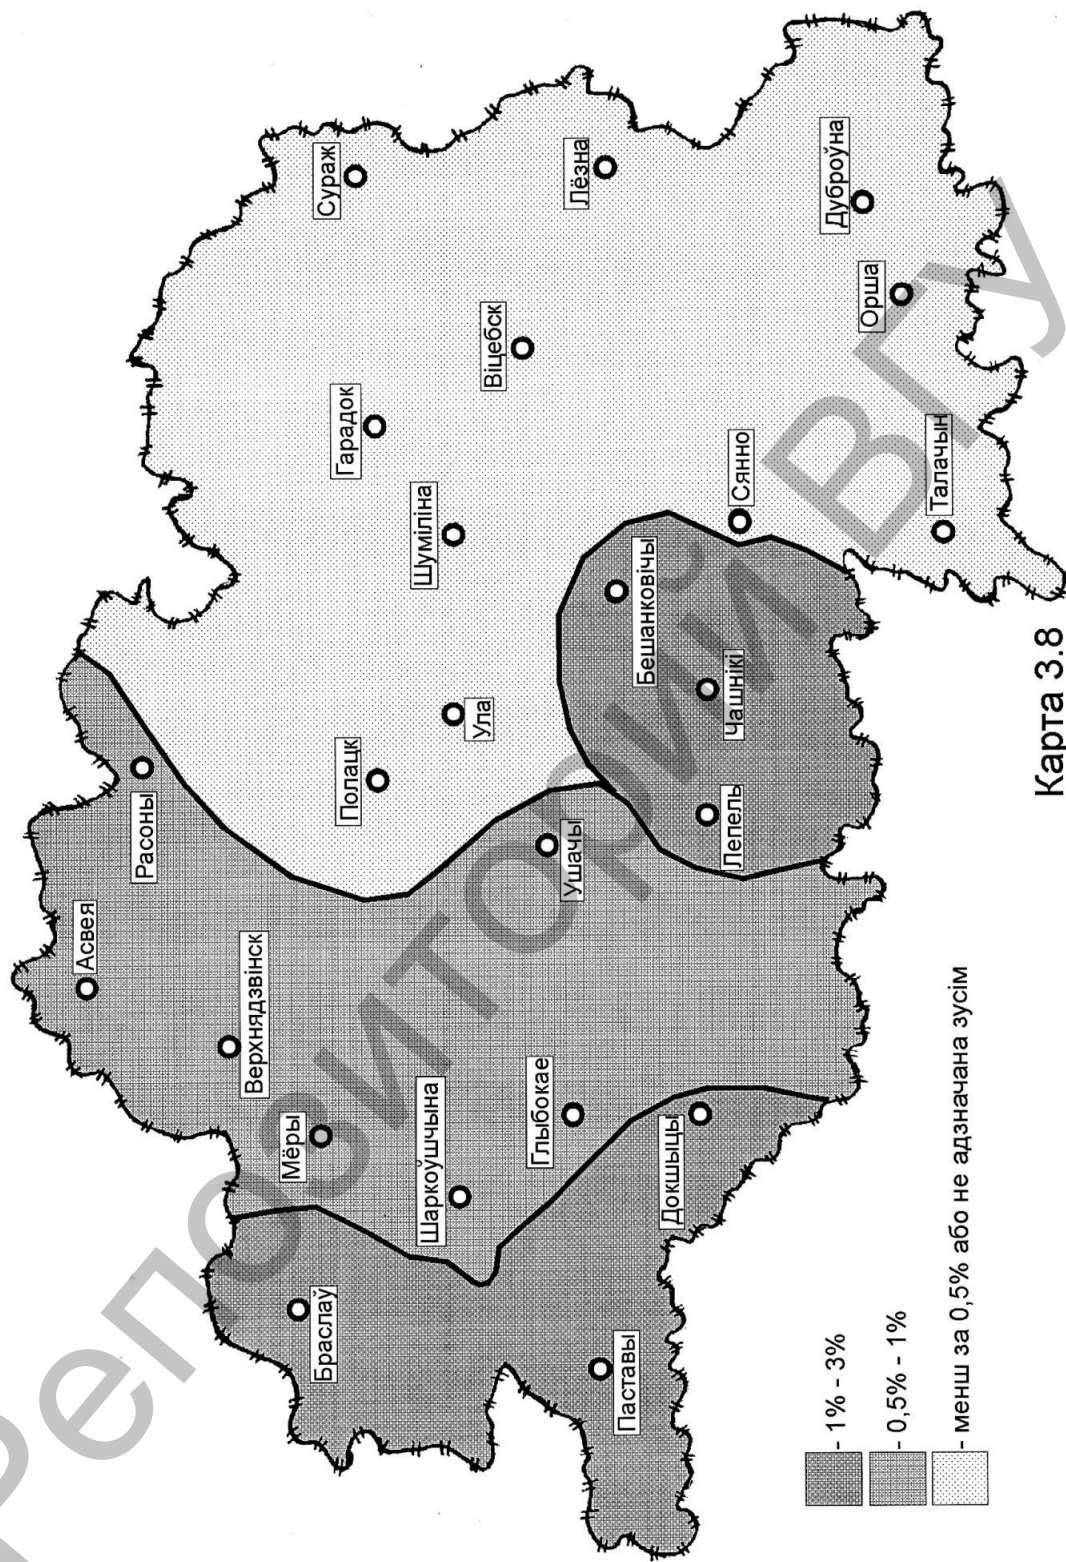 Асвея
Расоны
Верхнядзвінск
Сураж
Браслаў
Мёры
Полацк
Гарадок
Шаркоўшчына
Ула
Шуміліна
Віцебск
Паставы
Глыбокае
Ушачы
Лёзна
Докшыцы
Лепель
Чашнікі
Бешанковічы
Сянно
Дуброўна
Орша
Талачын
- 1% - 3%
- 0,5% - 1%
- менш за 0,5% або не адзначана зусім
Карта 3.8
Репозиторий ВГУ